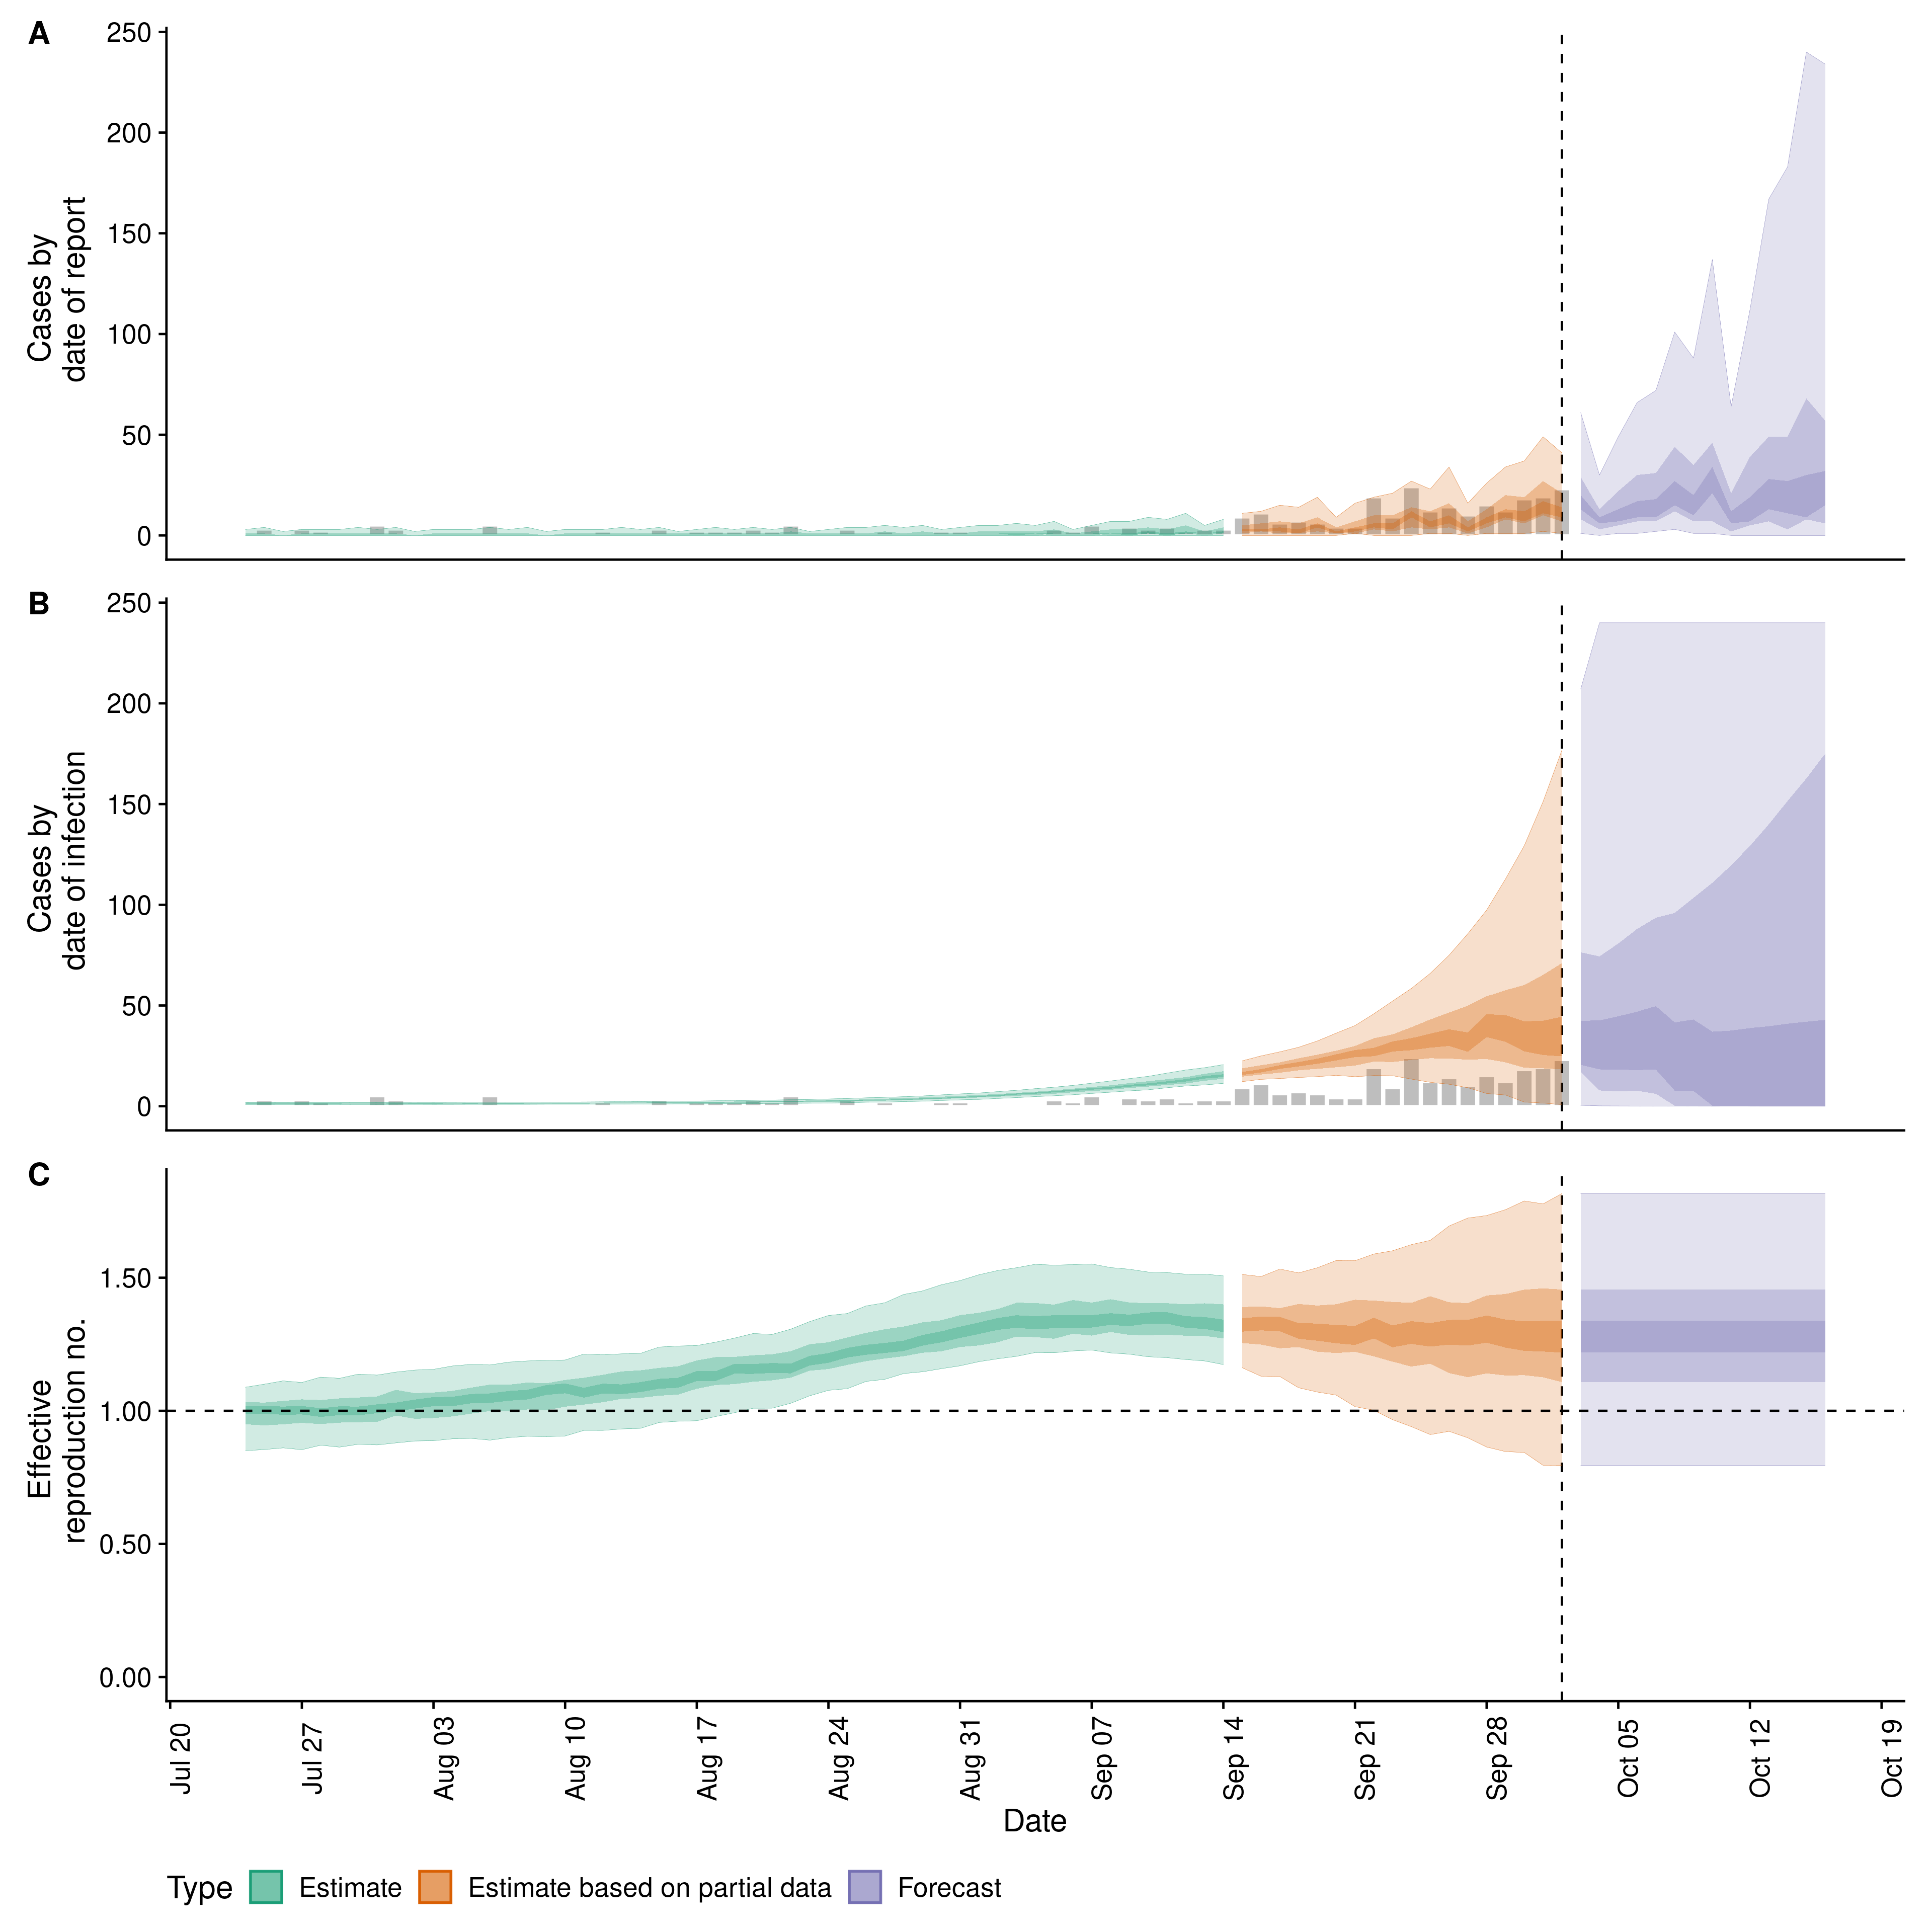 A
250
200
150
100
50
0
Cases by
date of report
B
250
200
150
100
50
0
Cases by
date of infection
C
1.50
1.00
0.50
0.00
Effective
reproduction no.
Jul 20
Jul 27
Aug 03
Aug 10
Aug 17
Aug 24
Aug 31
Sep 07
Sep 14
Sep 21
Sep 28
Oct 05
Oct 12
Oct 19
Date
Type Estimate Estimate based on partial data Forecast